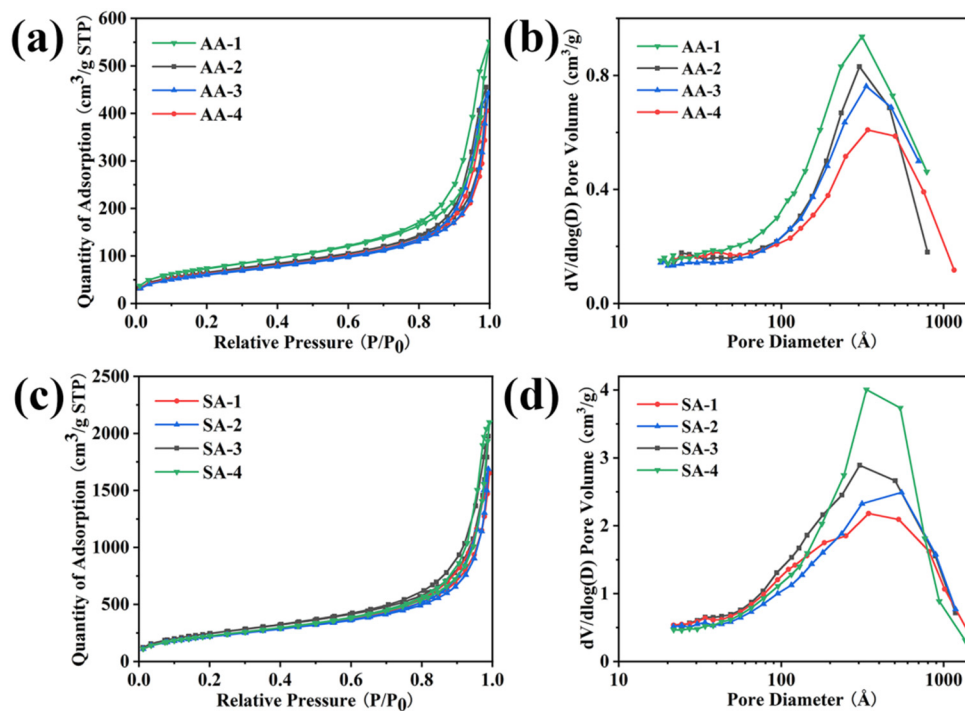 (a)
Quantity of Adsorption (cm³/g STP)
600
500
400
300
200
100
0
AA-1
AA-2
AA-3
AA-4
0.0 0.2 0.4 0.6 0.8 1.0
Relative Pressure (P/P₀)
(b)
dV/dlog(D) Pore Volume (cm³/g)
0.8
0.4
0.0
AA-1
AA-2
AA-3
AA-4
10 100 1000
Pore Diameter (Å)
(c)
Quantity of Adsorption (cm³/g STP)
2500
2000
1500
1000
500
0
SA-1
SA-2
SA-3
SA-4
0.0 0.2 0.4 0.6 0.8 1.0
Relative Pressure (P/P₀)
(d)
dV/dlog(D) Pore Volume (cm³/g)
4
3
2
1
0
SA-1
SA-2
SA-3
SA-4
10 100 1000
Pore Diameter (Å)